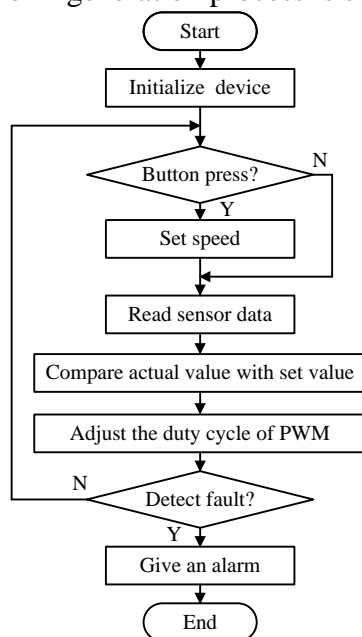 Start
Initialize device
Button press?
N
Y
Set speed
Read sensor data
Compare actual value with set value
Adjust the duty cycle of PWM
N
Detect fault?
Y
Give an alarm
End